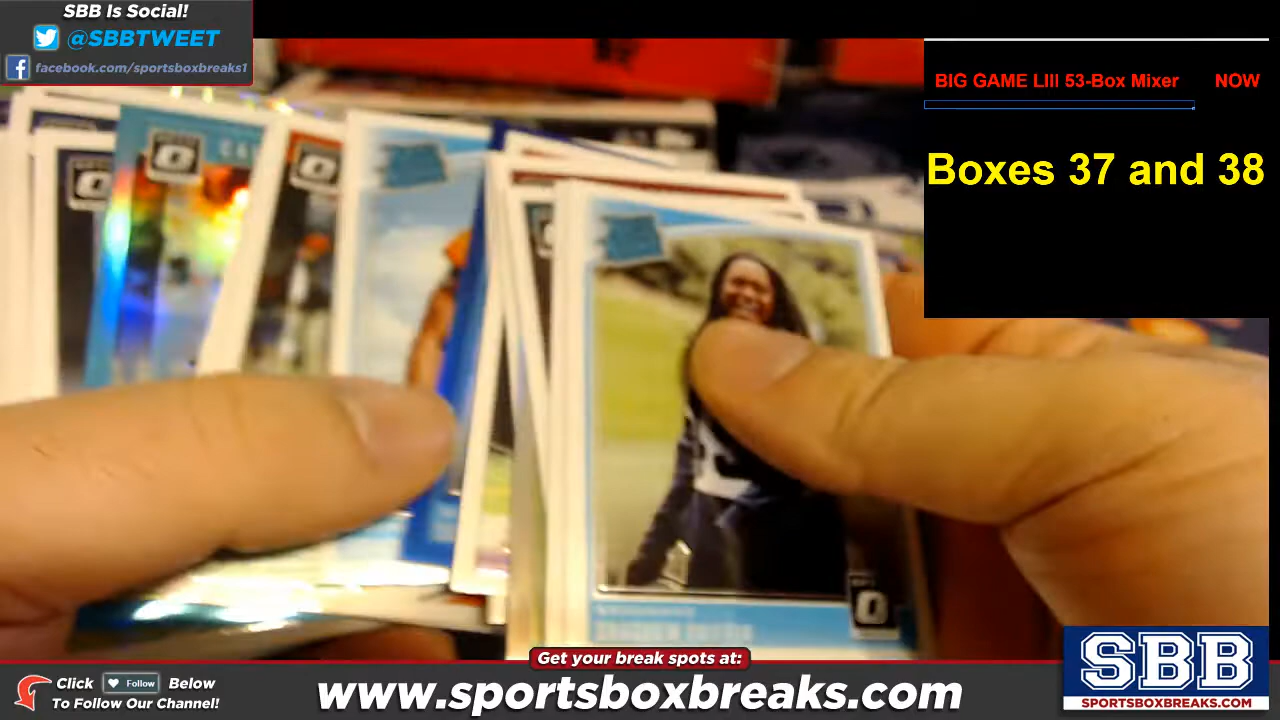 SBB Is Social!
@SBBTWEET
facebook.com/sportsboxbreaks1
BIG GAME LIII 53-Box Mixer NOW
Boxes 37 and 38
Get your break spots at:
Click Follow Below
To Follow Our Channel!
www.sportsboxbreaks.com
SBB
SPORTSBOXBREAKS.COM